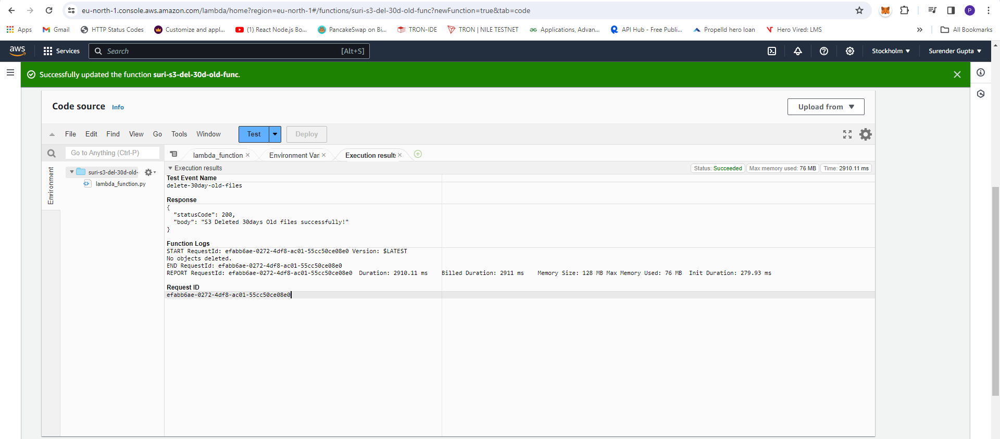 eu-north-1.console.aws.amazon.com/lambda/home?region=eu-north-1#/functions/suri-s3-del-30d-old-func?newFunction=true&tab=code
P
Apps Gmail HTTP Status Codes Customize and appl... (1) React Node.js Bo... PancakeSwap on Bi... TRON-IDE TRON | NILE TESTNET Applications, Advan... API Hub - Free Publi... Propelld hero loan Hero Vired: LMS » All Bookmarks
aws Services Search [Alt+S] Stockholm Surender Gupta
Successfully updated the function suri-s3-del-30d-old-func.
Code source Info Upload from
File Edit Find View Go Tools Window Test Deploy
Go to Anything (Ctrl-P) lambda_function × Environment Var × Execution results ×
Environment
suri-s3-del-30d-old-
lambda_function.py
Execution results Status: Succeeded Max memory used: 76 MB Time: 2910.11 ms
Test Event Name
delete-30day-old-files
Response
{
"statusCode": 200,
"body": "S3 Deleted 30days Old files successfully!"
}
Function Logs
START RequestId: efabb6ae-0272-4df8-ac01-55cc50ce08e0 Version: $LATEST
No objects deleted.
END RequestId: efabb6ae-0272-4df8-ac01-55cc50ce08e0
REPORT RequestId: efabb6ae-0272-4df8-ac01-55cc50ce08e0 Duration: 2910.11 ms Billed Duration: 2911 ms Memory Size: 128 MB Max Memory Used: 76 MB Init Duration: 279.93 ms
Request ID
efabb6ae-0272-4df8-ac01-55cc50ce08e0